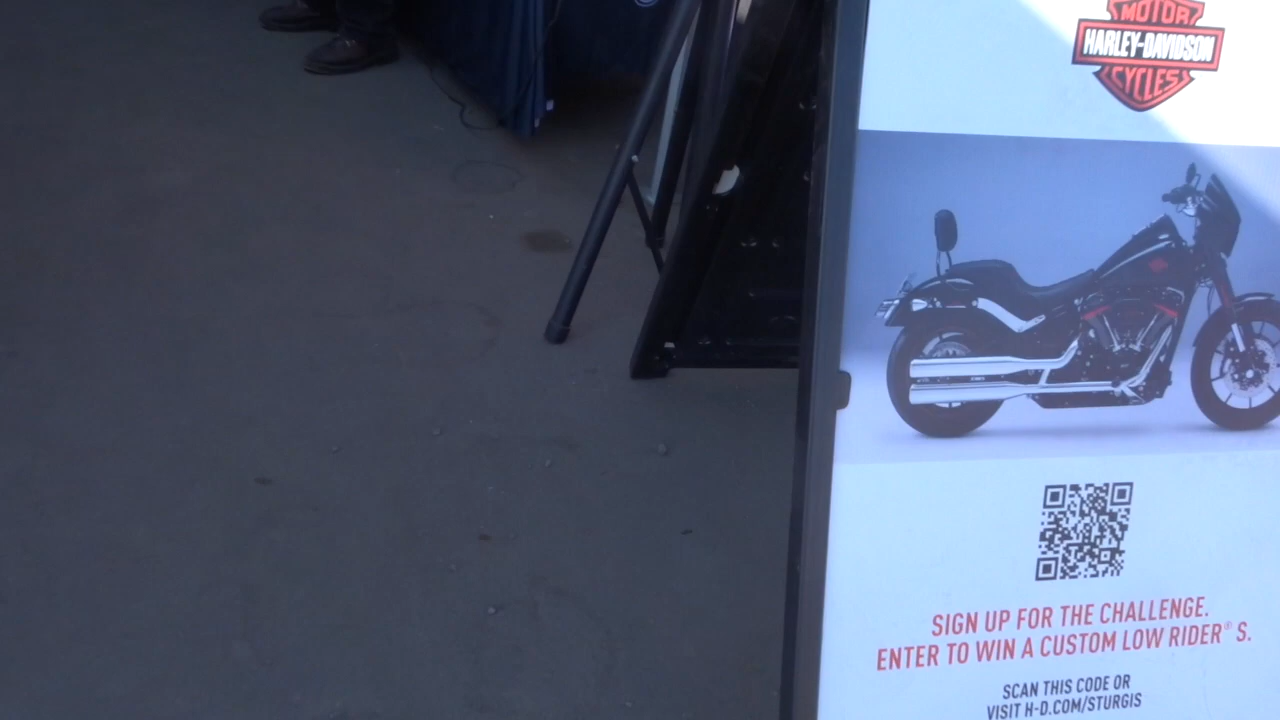 MOTOR
HARLEY-DAVIDSON
CYCLES
SIGN UP FOR THE CHALLENGE.
ENTER TO WIN A CUSTOM LOW RIDER® S.
SCAN THIS CODE OR
VISIT H-D.COM/STURGIS